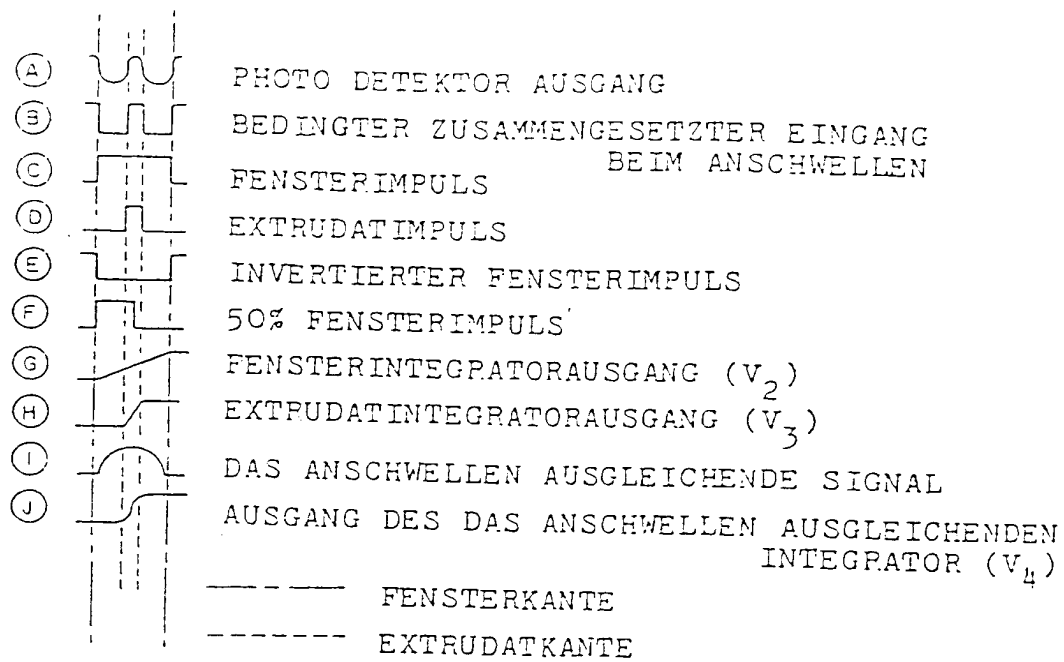 A PHOTO DETEKTOR AUSGANG
B BEDINGTER ZUSAMMENGESETZTER EINGANG
BEIM ANSCHWELLEN
C FENSTERIMPULS
D EXTRUDATIMPULS
E INVERTIERTER FENSTERIMPULS
F 50% FENSTERIMPULS
G FENSTERINTEGRATORAUSGANG (V2)
H EXTRUDATINTEGRATORAUSGANG (V3)
I DAS ANSCHWELLEN AUSGLEICHENDE SIGNAL
J AUSGANG DES DAS ANSCHWELLEN AUSGLEICHENDEN
INTEGRATOR (V4)
FENSTERKANTE
EXTRUDATKANTE